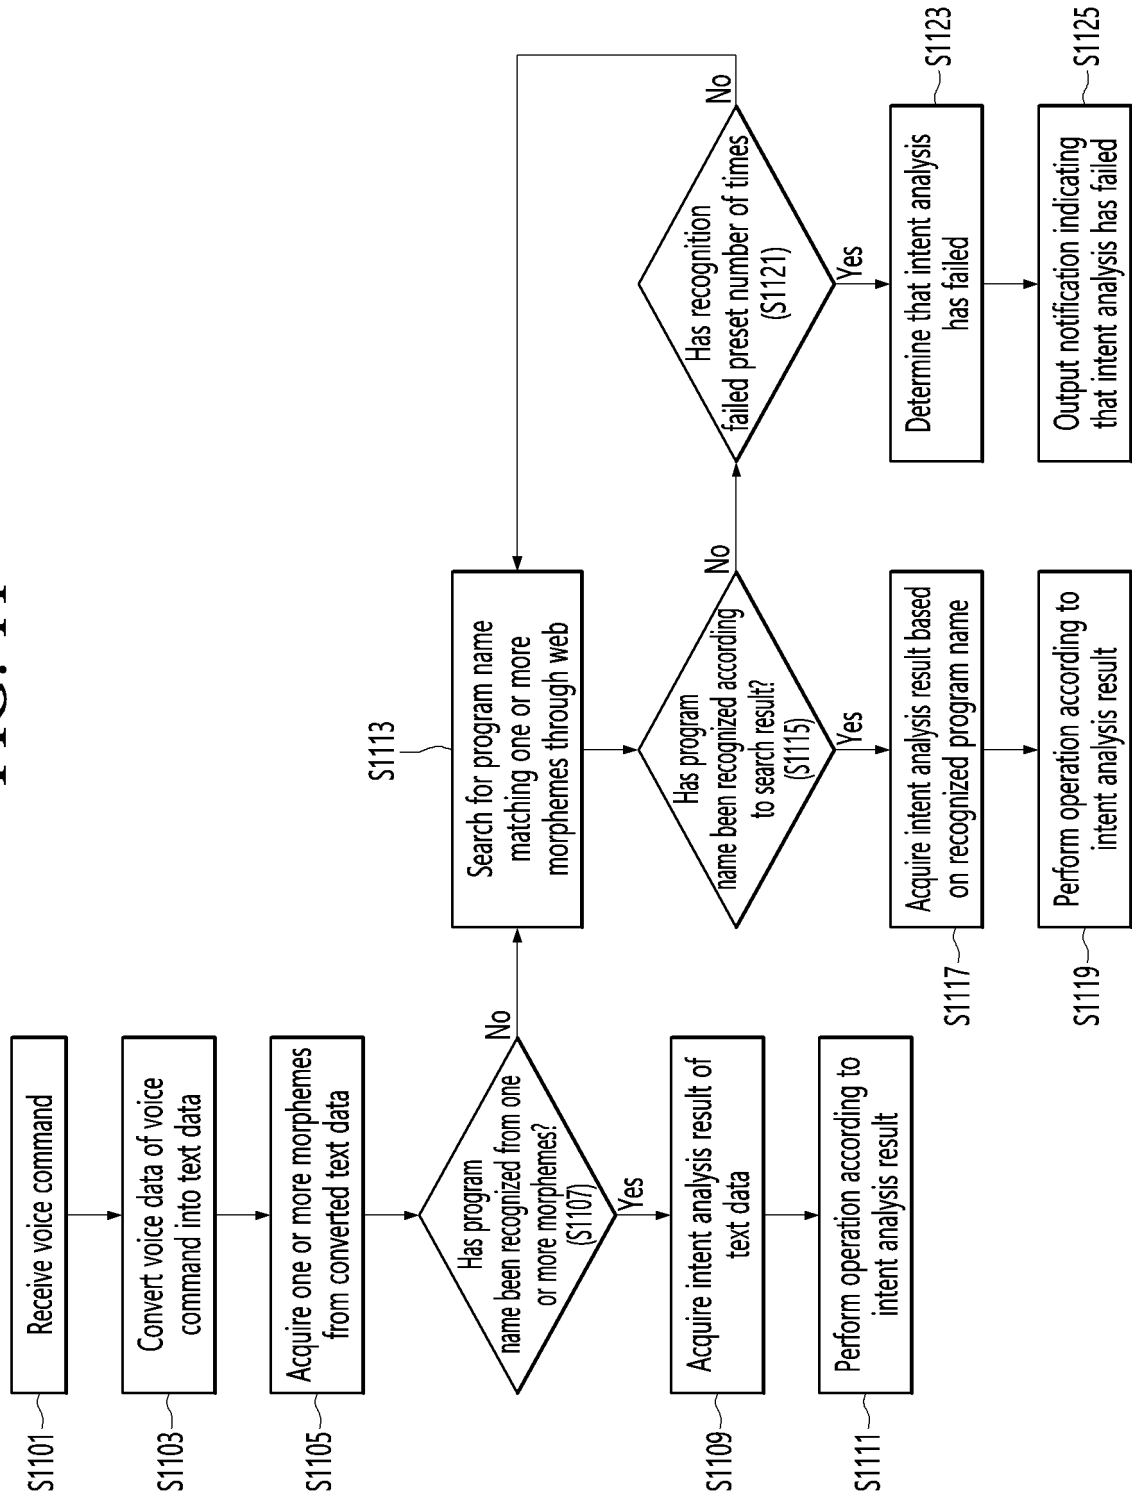 FIG. 11
S1101
Receive voice command
S1103
Convert voice data of voice
command into text data
S1105
Acquire one or more morphemes
from converted text data
Has program
name been recognized from one
or more morphemes?
(S1107)
No
Yes
S1109
Acquire intent analysis result of
text data
S1111
Perform operation according to
intent analysis result
S1113
Search for program name
matching one or more
morphemes through web
Has program
name been recognized according
to search result?
(S1115)
No
Yes
S1117
Acquire intent analysis result based
on recognized program name
S1119
Perform operation according to
intent analysis result
Has recognition
failed preset number of times
(S1121)
No
Yes
S1123
Determine that intent analysis
has failed
S1125
Output notification indicating
that intent analysis has failed